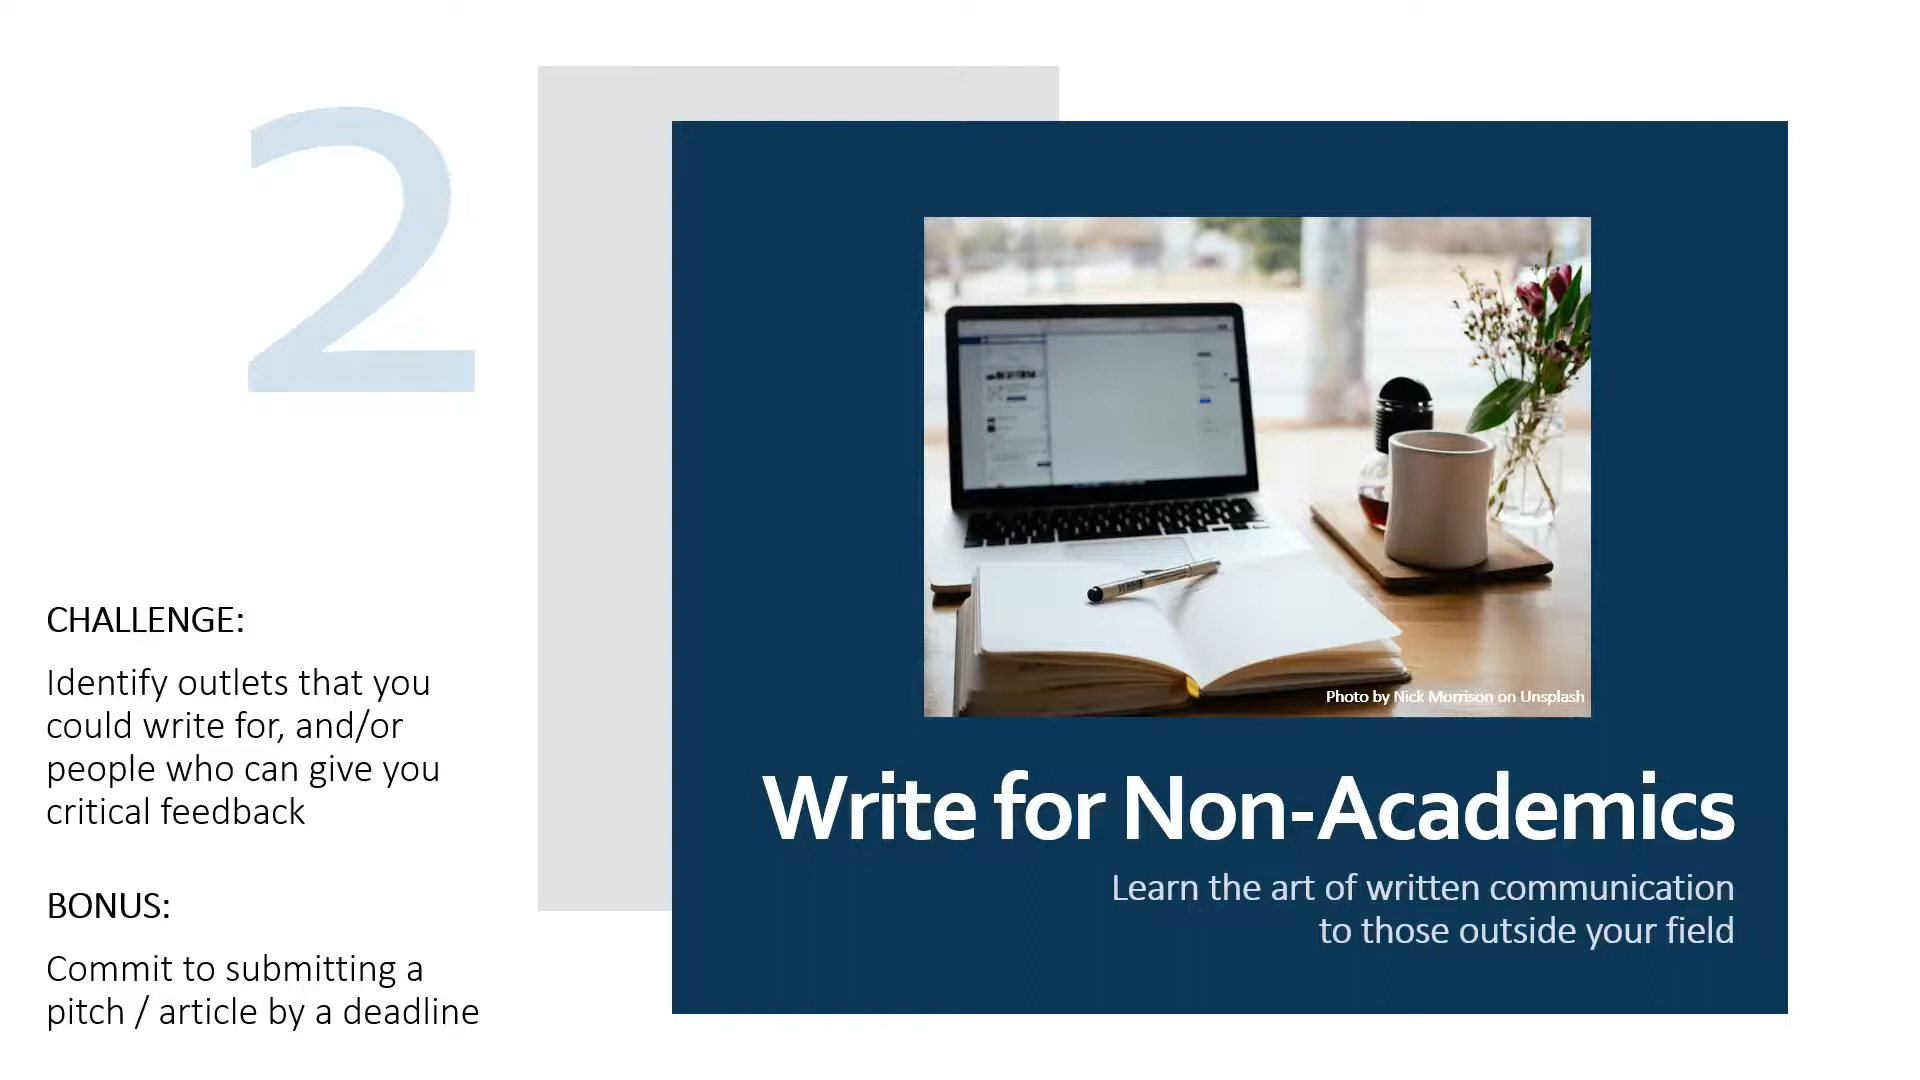 2
CHALLENGE:
Identify outlets that you
could write for, and/or
people who can give you
critical feedback
BONUS:
Commit to submitting a
pitch / article by a deadline
Photo by Nick Morrison on Unsplash
Write for Non-Academics
Learn the art of written communication
to those outside your field